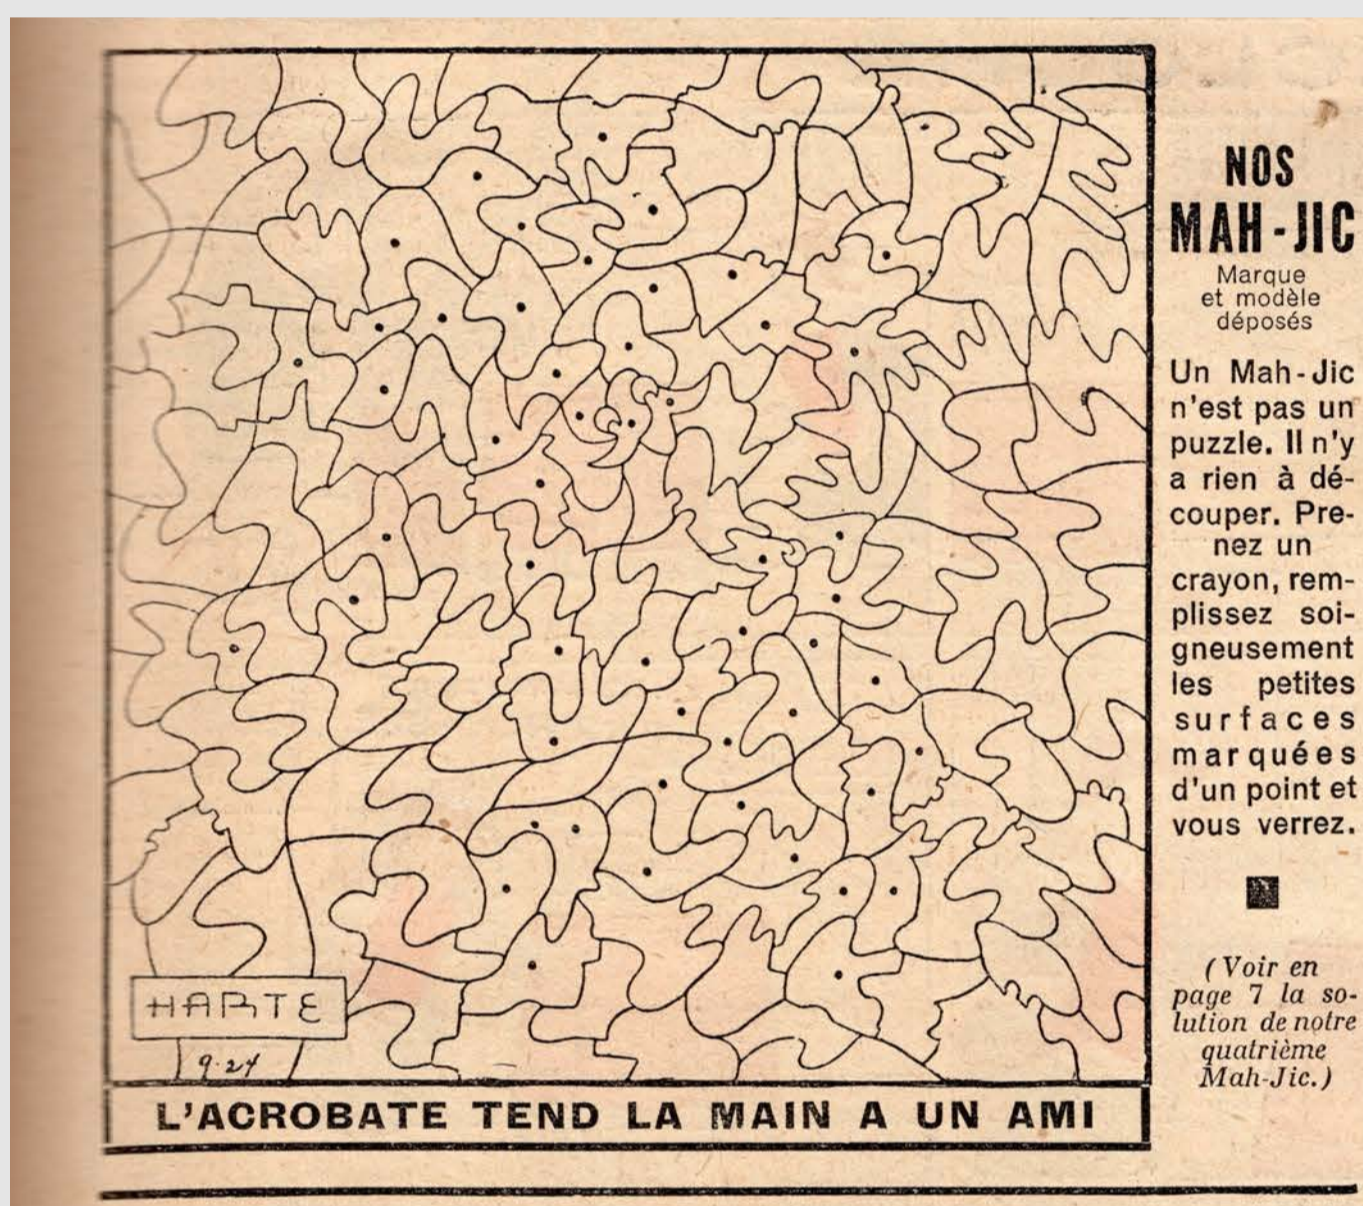 HARTE
9-24
L'ACROBATE TEND LA MAIN A UN AMI
NOS
MAH-JIC
Marque
et modèle
déposés
Un Mah-Jic
n'est pas un
puzzle. Il n'y
a rien à dé-
couper. Pre-
nez un
crayon, rem-
plissez soi-
gneusement
les petites
surfaces
marquées
d'un point et
vous verrez.
(Voir en
page 7 la so-
lution de notre
quatrième
Mah-Jic.)